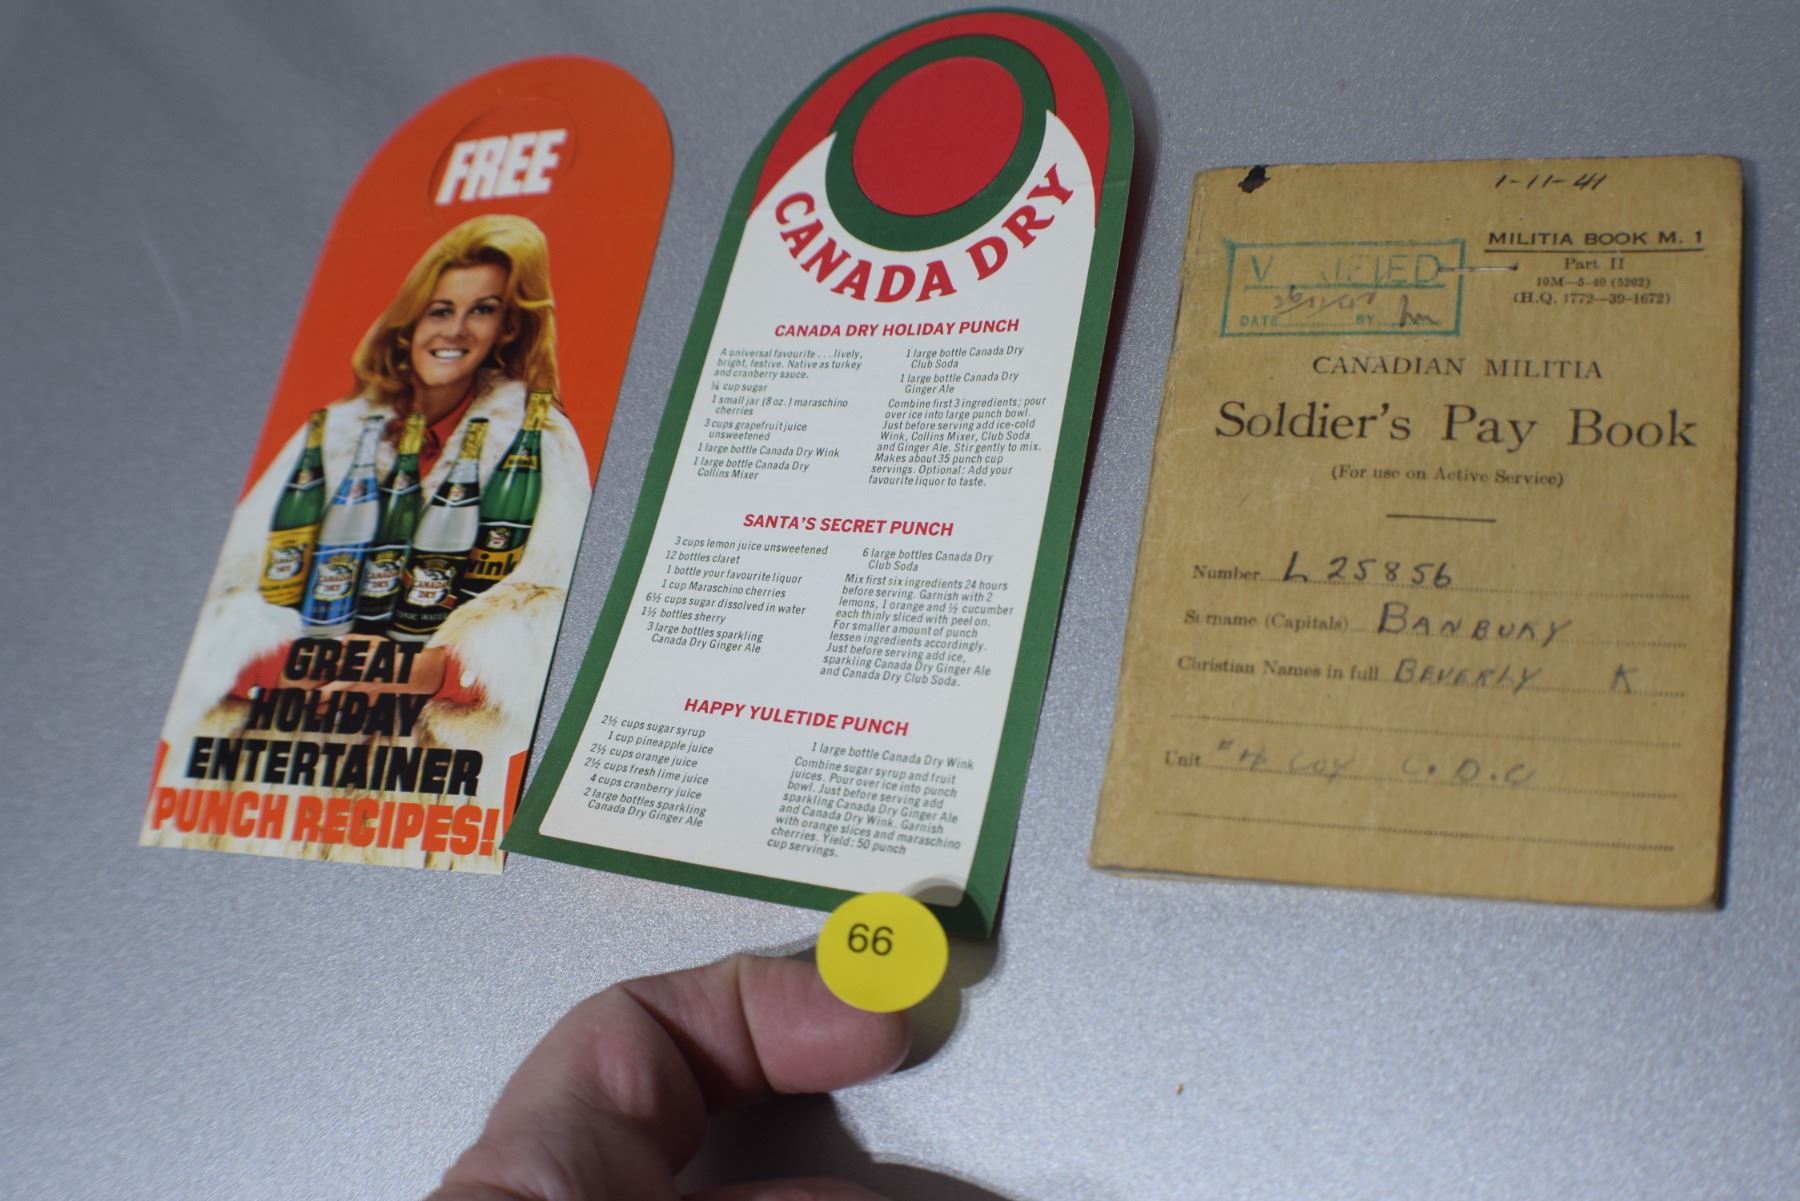 FREE
GREAT
HOLIDAY
ENTERTAINER
PUNCH RECIPES!
CANADA DRY
CANADA DRY HOLIDAY PUNCH
A universal favourite . . . lively,
bright, festive. Native as turkey
and cranberry sauce.
¾ cup sugar
1 small jar (8 oz.) maraschino
cherries
3 cups grapefruit juice
unsweetened
1 large bottle Canada Dry Wink
1 large bottle Canada Dry
Collins Mixer
1 large bottle Canada Dry
Club Soda
1 large bottle Canada Dry
Ginger Ale
Combine first 3 ingredients; pour
over ice into large punch bowl.
Just before serving add ice-cold
Wink, Collins Mixer, Club Soda
and Ginger Ale. Stir gently to mix.
Makes about 35 punch cup
servings. Optional: Add your
favourite liquor to taste.
SANTA'S SECRET PUNCH
3 cups lemon juice unsweetened
12 bottles claret
1 bottle your favourite liquor
1 cup Maraschino cherries
6½ cups sugar dissolved in water
1½ bottles sherry
3 large bottles sparkling
Canada Dry Ginger Ale
6 large bottles Canada Dry
Club Soda
Mix first six ingredients 24 hours
before serving. Garnish with 2
lemons, 1 orange and ½ cucumber
each thinly sliced with peel on.
For smaller amount of punch
lessen ingredients accordingly.
Just before serving add ice,
sparkling Canada Dry Ginger Ale
and Canada Dry Club Soda.
HAPPY YULETIDE PUNCH
2½ cups sugar syrup
1 cup pineapple juice
2½ cups orange juice
2½ cups fresh lime juice
4 cups cranberry juice
2 large bottles sparkling
Canada Dry Ginger Ale
1 large bottle Canada Dry Wink
Combine sugar syrup and fruit
juices. Pour over ice into punch
bowl. Just before serving add
sparkling Canada Dry Ginger Ale
and Canada Dry Wink. Garnish
with orange slices and maraschino
cherries. Yield: 50 punch
cup servings.
66
1-11-41
MILITIA BOOK M. 1
Part II
10M—5-40 (5202)
(H.Q. 1772—39-1672)
DATE BY
CANADIAN MILITIA
Soldier's Pay Book
(For use on Active Service)
Number L 25856
Surname (Capitals) BANBURY
Christian Names in full BEVERLY K
Unit C.D.C